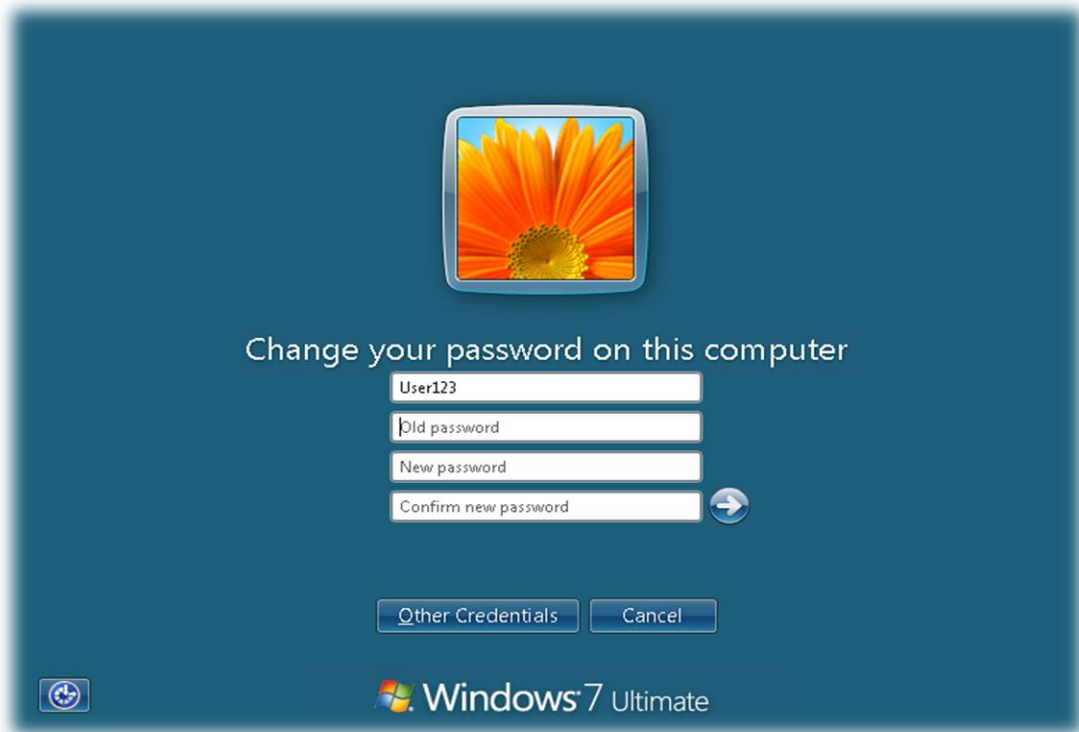 Change your password on this computer
User123
Old password
New password
Confirm new password
Other Credentials Cancel
Windows 7 Ultimate